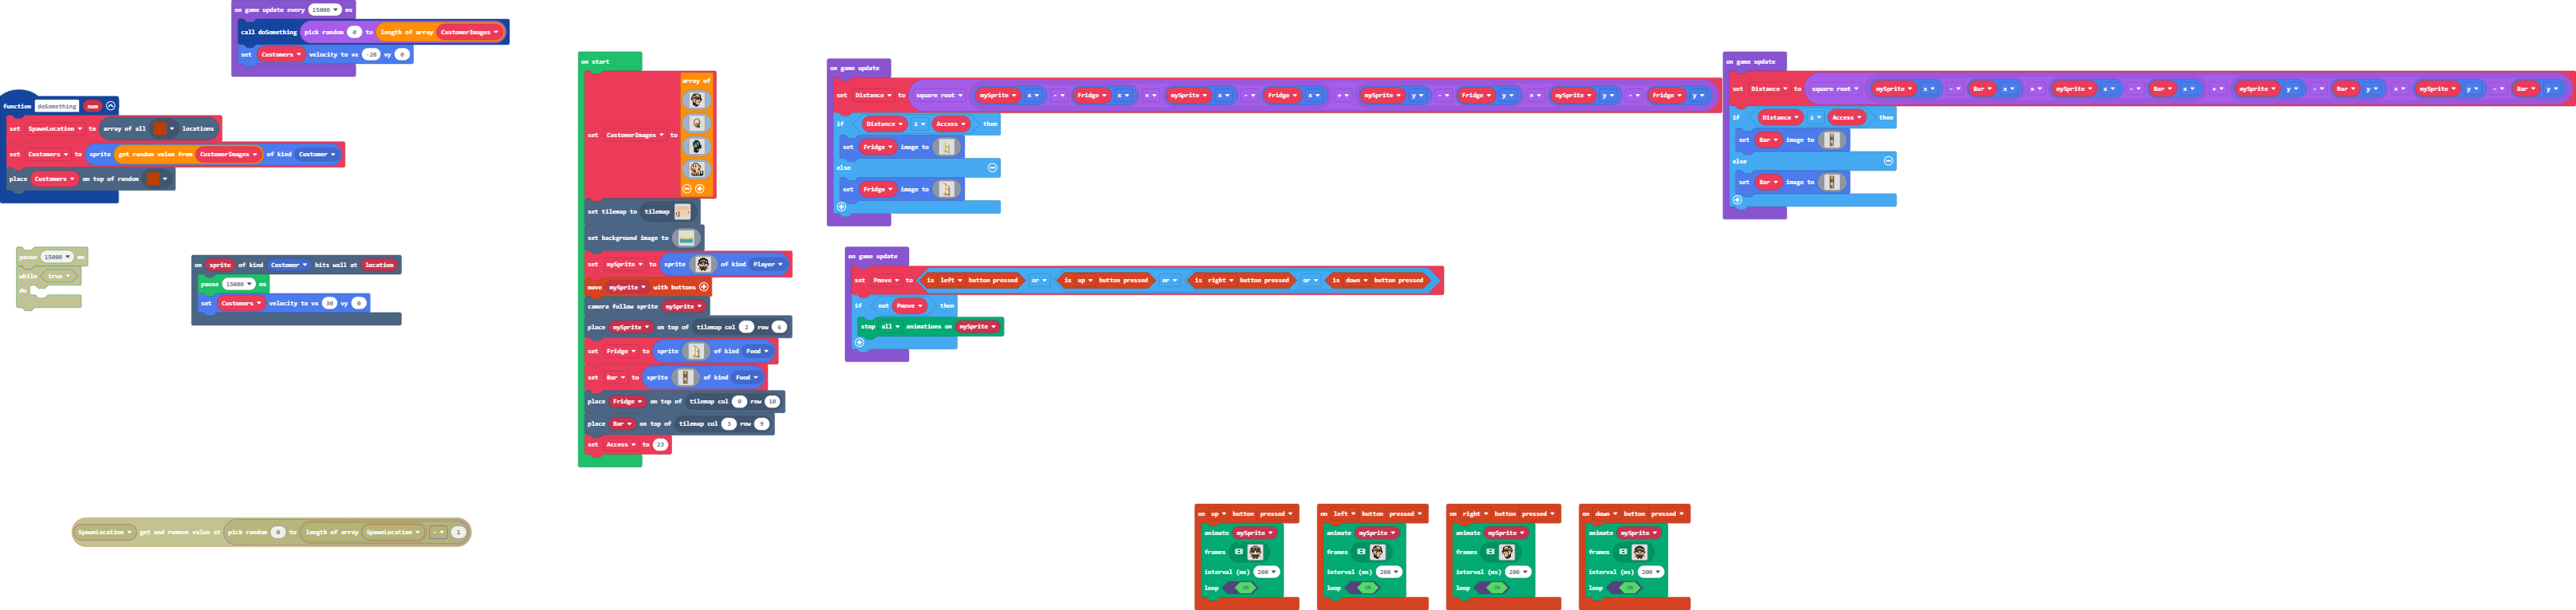 on game update every 15000 ms
call doSomething pick random 0 to length of array CustomerImages
set Customers velocity to vx -20 vy 0
function doSomething num
set SpawnLocation to array of all locations
set Customers to sprite get random value from CustomerImages of kind Customer
place Customers on top of random
pause 15000 ms
while true
do
on sprite of kind Customer hits wall at location
pause 15000 ms
set Customers velocity to vx 30 vy 0
SpawnLocation get and remove value at pick random 0 to length of array SpawnLocation - 1
on start
array of
set CustomerImages to
set tilemap to tilemap
set background image to
set mySprite to sprite of kind Player
move mySprite with buttons
camera follow sprite mySprite
place mySprite on top of tilemap col 2 row 6
set Fridge to sprite of kind Food
set Bar to sprite of kind Food
place Fridge on top of tilemap col 0 row 10
place Bar on top of tilemap col 3 row 9
set Access to 23
on game update
set Distance to square root mySprite x - Fridge x × mySprite x - Fridge x + mySprite y - Fridge y × mySprite y - Fridge y
if Distance ≤ Access then
set Fridge image to
else
set Fridge image to
on game update
set Pmove to is left button pressed or is up button pressed or is right button pressed or is down button pressed
if not Pmove then
stop all animations on mySprite
on game update
set Distance to square root mySprite x - Bar x × mySprite x - Bar x + mySprite y - Bar y × mySprite y - Bar y
if Distance ≤ Access then
set Bar image to
else
set Bar image to
on up button pressed
animate mySprite
frames
interval (ms) 200
loop
on left button pressed
animate mySprite
frames
interval (ms) 200
loop
on right button pressed
animate mySprite
frames
interval (ms) 200
loop
on down button pressed
animate mySprite
frames
interval (ms) 200
loop